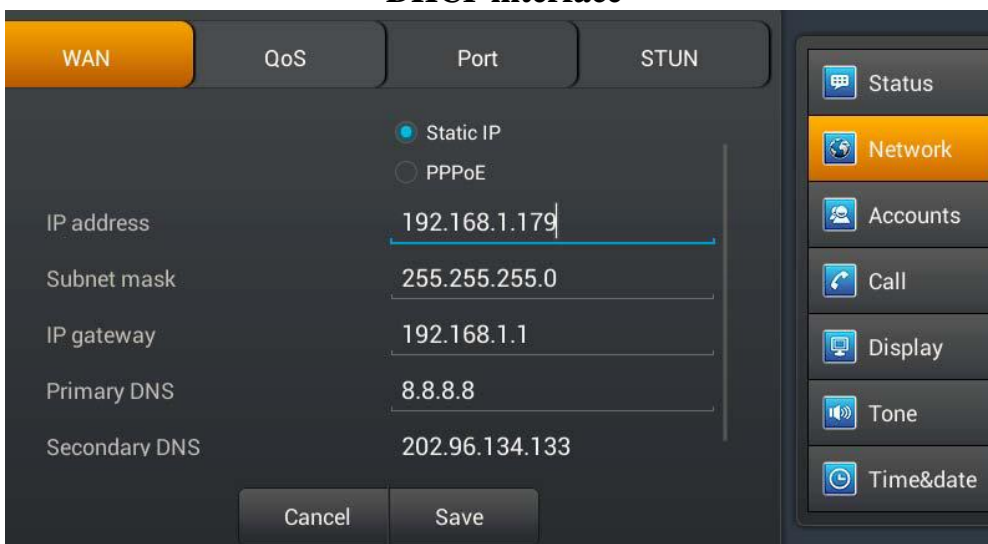 DHCP interface
WAN
QoS
Port
STUN
Static IP
PPPoE
IP address 192.168.1.179
Subnet mask 255.255.255.0
IP gateway 192.168.1.1
Primary DNS 8.8.8.8
Secondary DNS 202.96.134.133
Cancel
Save
Status
Network
Accounts
Call
Display
Tone
Time&date